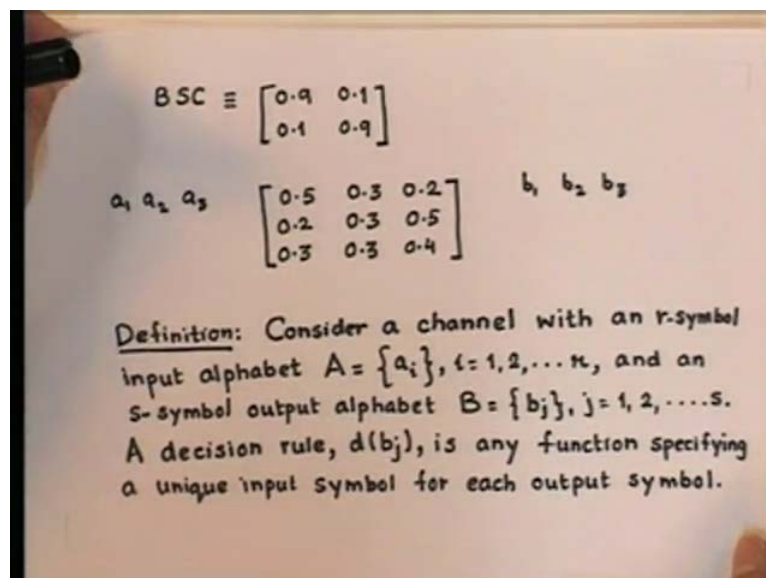 BSC ≡ [0.9 0.1
0.1 0.9]
a₁ a₂ a₃ [0.5 0.3 0.2 b₁ b₂ b₃
0.2 0.3 0.5
0.3 0.3 0.4]
Definition: Consider a channel with an r-symbol
input alphabet A = {aᵢ}, i = 1, 2, ... r, and an
s-symbol output alphabet B = {bⱼ}, j = 1, 2, ....s.
A decision rule, d(bⱼ), is any function specifying
a unique input symbol for each output symbol.